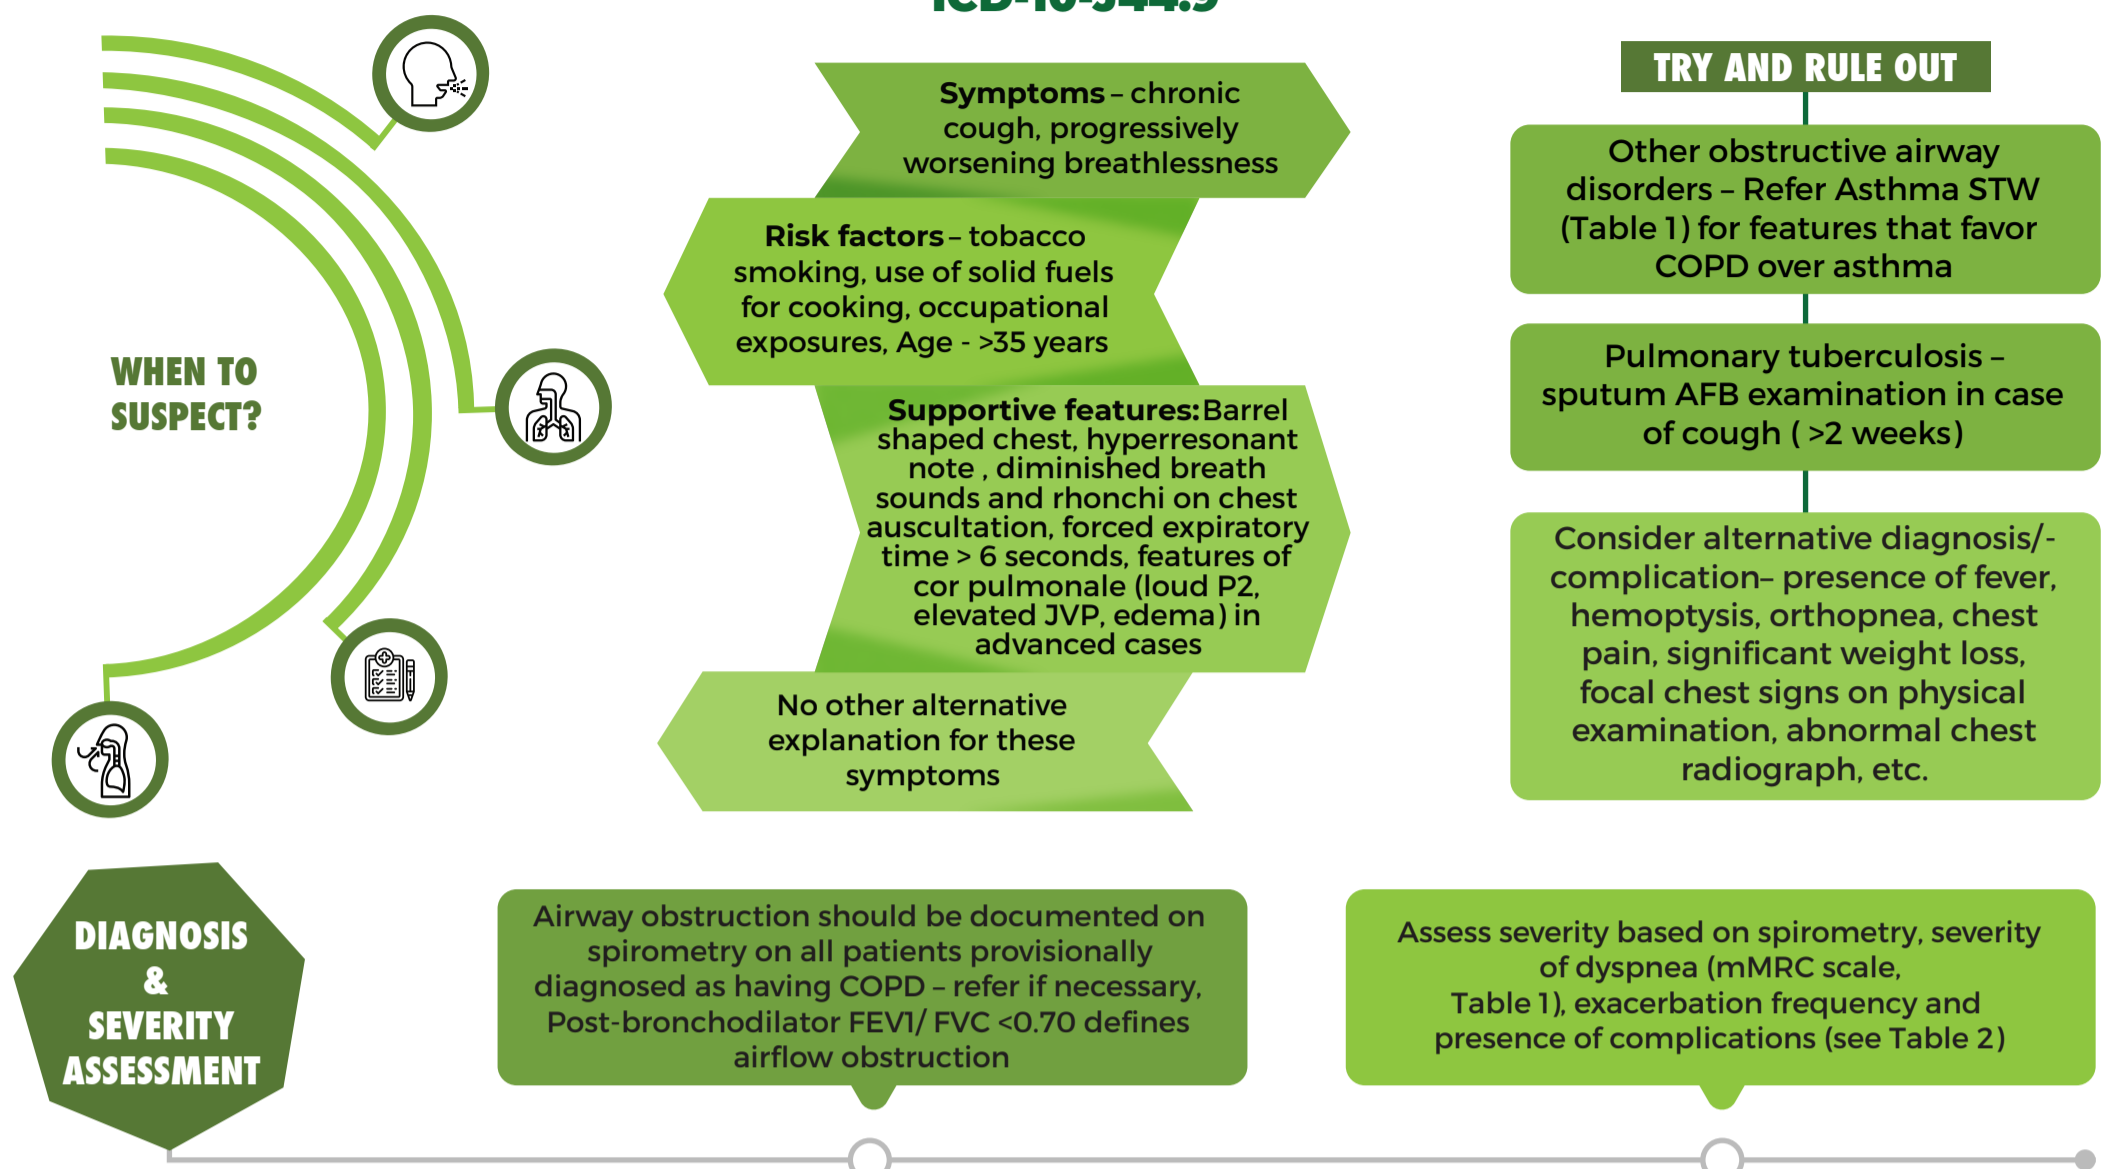 ICD-10-J44.9
WHEN TO
SUSPECT?
Symptoms – chronic
cough, progressively
worsening breathlessness
Risk factors – tobacco
smoking, use of solid fuels
for cooking, occupational
exposures, Age - >35 years
Supportive features: Barrel
shaped chest, hyperresonant
note , diminished breath
sounds and rhonchi on chest
auscultation, forced expiratory
time > 6 seconds, features of
cor pulmonale (loud P2,
elevated JVP, edema) in
advanced cases
No other alternative
explanation for these
symptoms
TRY AND RULE OUT
Other obstructive airway
disorders – Refer Asthma STW
(Table 1) for features that favor
COPD over asthma
Pulmonary tuberculosis –
sputum AFB examination in case
of cough ( >2 weeks)
Consider alternative diagnosis/-
complication– presence of fever,
hemoptysis, orthopnea, chest
pain, significant weight loss,
focal chest signs on physical
examination, abnormal chest
radiograph, etc.
DIAGNOSIS
&
SEVERITY
ASSESSMENT
Airway obstruction should be documented on
spirometry on all patients provisionally
diagnosed as having COPD – refer if necessary,
Post-bronchodilator FEV1/ FVC <0.70 defines
airflow obstruction
Assess severity based on spirometry, severity
of dyspnea (mMRC scale,
Table 1), exacerbation frequency and
presence of complications (see Table 2)